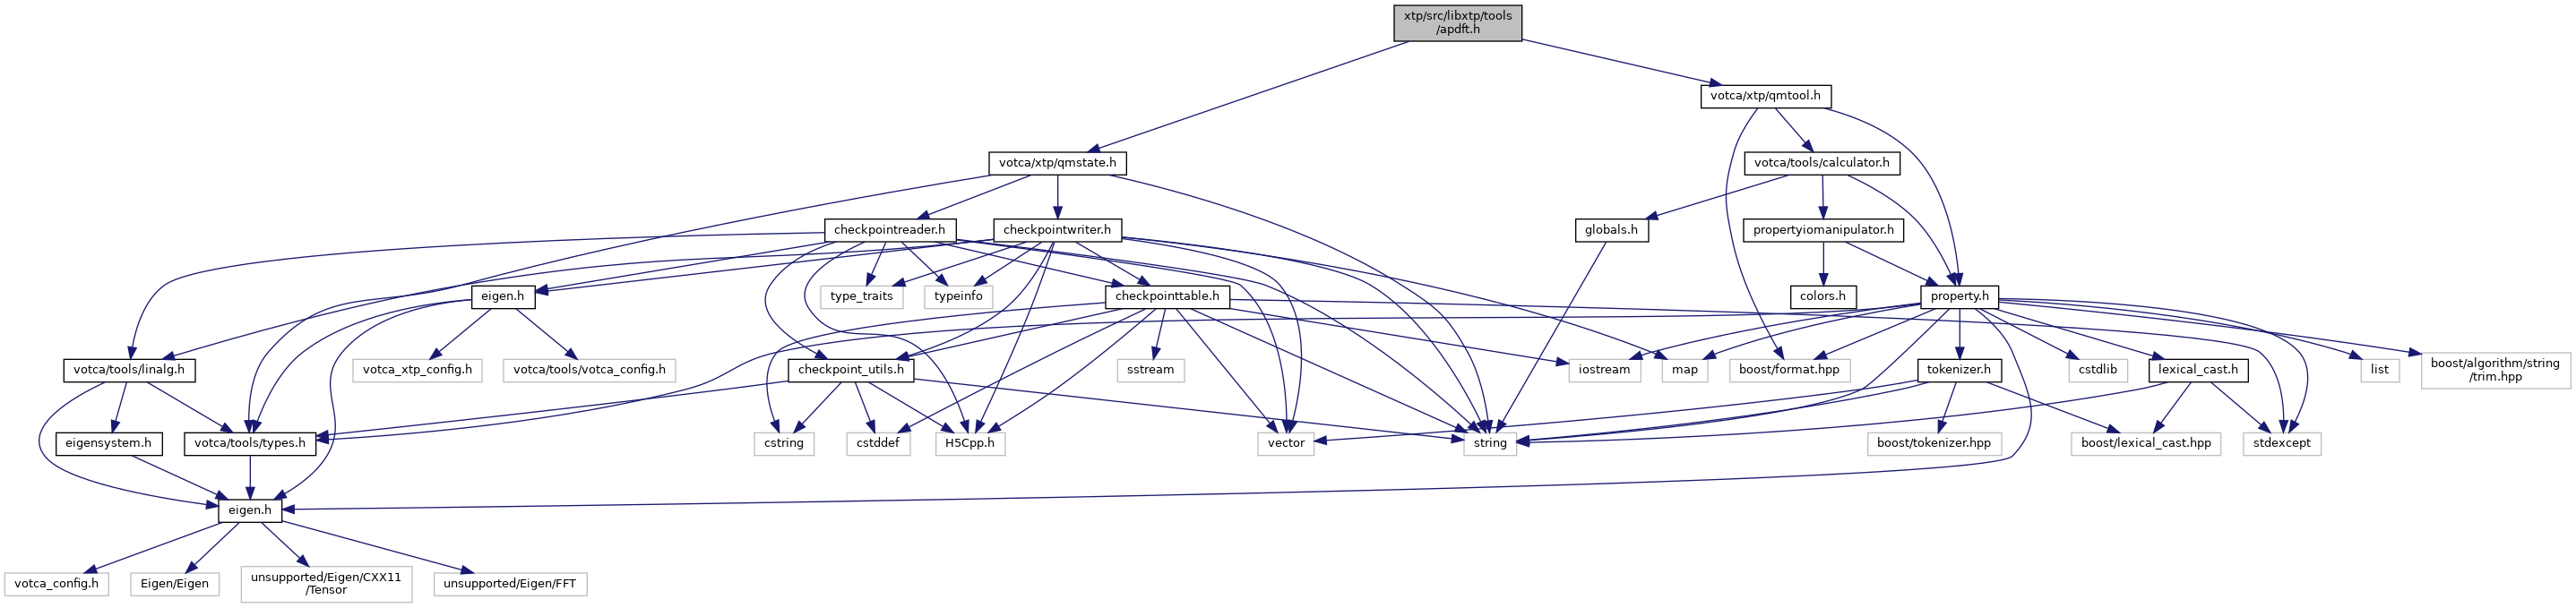 xtp/src/libxtp/tools
/apdft.h
votca/xtp/qmtool.h
votca/xtp/qmstate.h
votca/tools/calculator.h
checkpointreader.h
checkpointwriter.h
globals.h
propertyiomanipulator.h
eigen.h
type_traits
typeinfo
checkpointtable.h
colors.h
property.h
votca/tools/linalg.h
votca_xtp_config.h
votca/tools/votca_config.h
checkpoint_utils.h
sstream
iostream
map
boost/format.hpp
tokenizer.h
cstdlib
lexical_cast.h
list
boost/algorithm/string
/trim.hpp
eigensystem.h
votca/tools/types.h
cstring
cstddef
H5Cpp.h
vector
string
boost/tokenizer.hpp
boost/lexical_cast.hpp
stdexcept
eigen.h
votca_config.h
Eigen/Eigen
unsupported/Eigen/CXX11
/Tensor
unsupported/Eigen/FFT